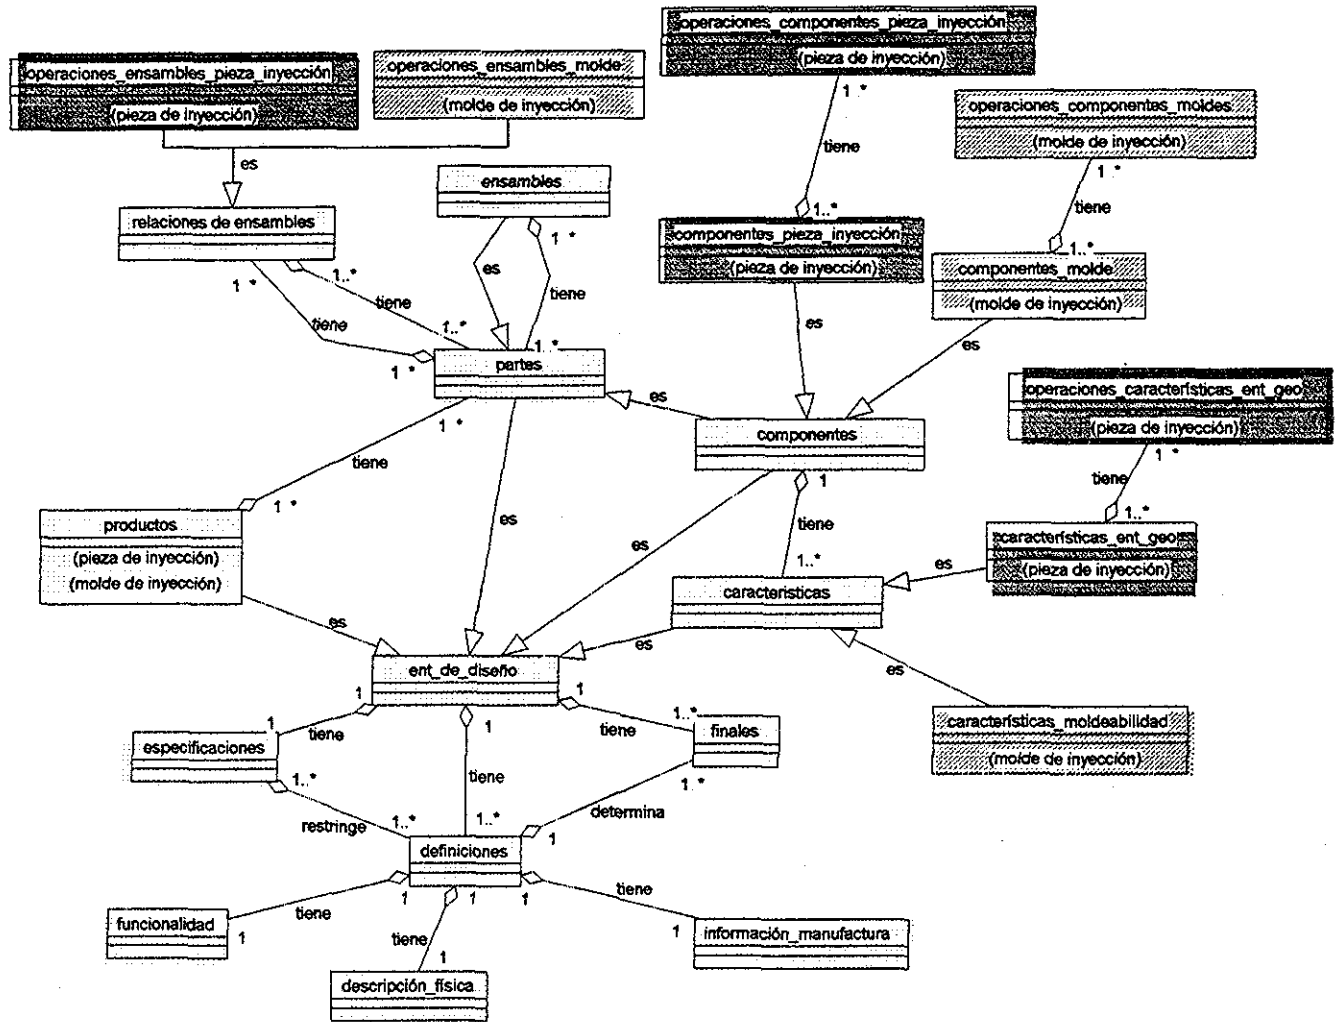 operaciones_componentes_pieza_inyección
(pieza de inyección)
operaciones_ensambles_pieza_inyección
(pieza de inyección)
operaciones_ensambles_molde
(molde de inyección)
1..*
operaciones_componentes_moldes
(molde de inyección)
tiene
es
ensambles
1..*
tiene
relaciones de ensambles
1..*
componentes_pieza_inyección
(pieza de inyección)
1 *
1..*
componentes_molde
(molde de inyección)
es
tiene
1 *
1..*
tiene
tiene
1..*
1..*
1 *
partes
es
es
operaciones_características_ent_geo
(pieza de inyección)
es
1 *
componentes
tiene
1 *
tiene
1
1 *
productos
(pieza de inyección)
(molde de inyección)
es
tiene
1..*
características_ent_geo
(pieza de inyección)
es
1..*
es
características
es
es
es
ent_de_diseño
1
1
1
1
tiene
tiene
1..*
finales
características_moldeabilidad
(molde de inyección)
especificaciones
1..*
tiene
1..*
restringe
1..*
1..*
determina
1
definiciones
1
1
1
tiene
tiene
funcionalidad
1
tiene
1
información_manufactura
1
descripción_física